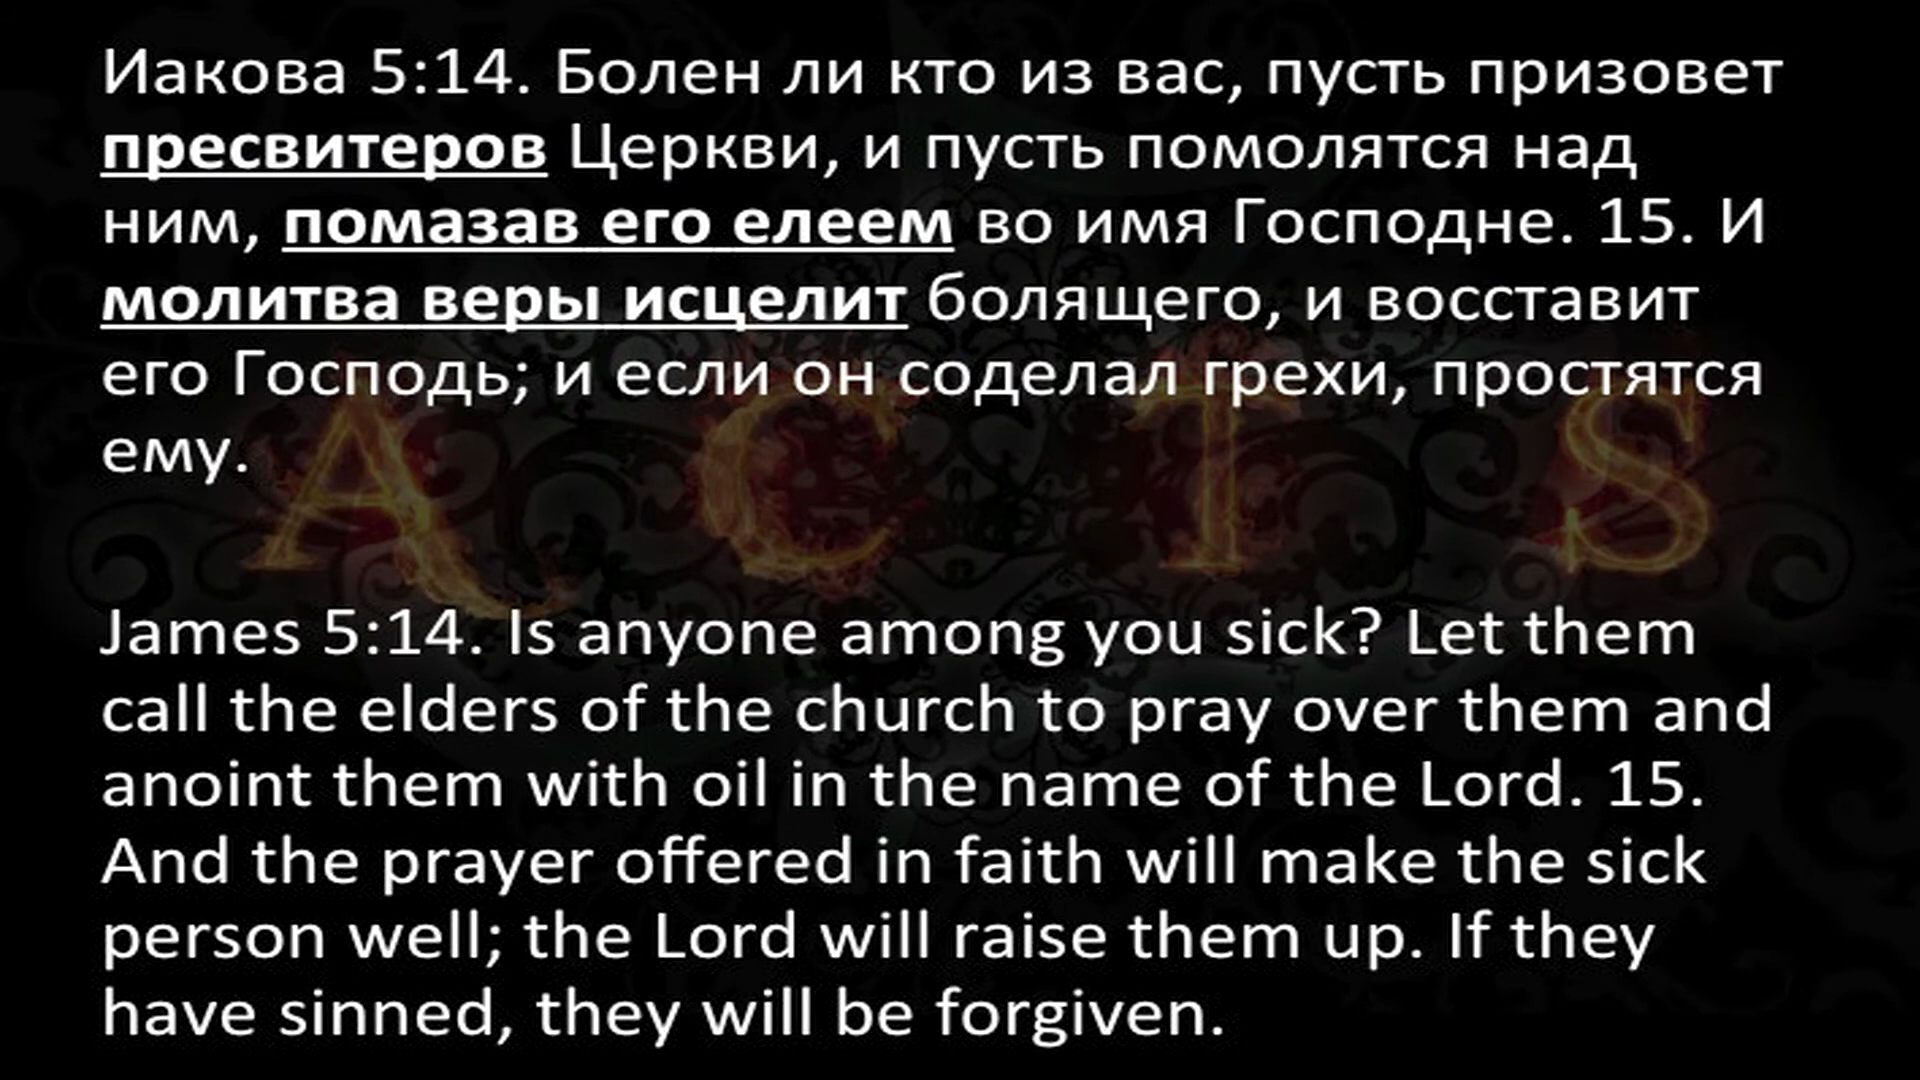 Иакова 5:14. Болен ли кто из вас, пусть призовет
пресвитеров Церкви, и пусть помолятся над
ним, помазав его елеем во имя Господне. 15. И
молитва веры исцелит болящего, и восставит
его Господь; и если он соделал грехи, простятся
ему.
A C T S
James 5:14. Is anyone among you sick? Let them
call the elders of the church to pray over them and
anoint them with oil in the name of the Lord. 15.
And the prayer offered in faith will make the sick
person well; the Lord will raise them up. If they
have sinned, they will be forgiven.